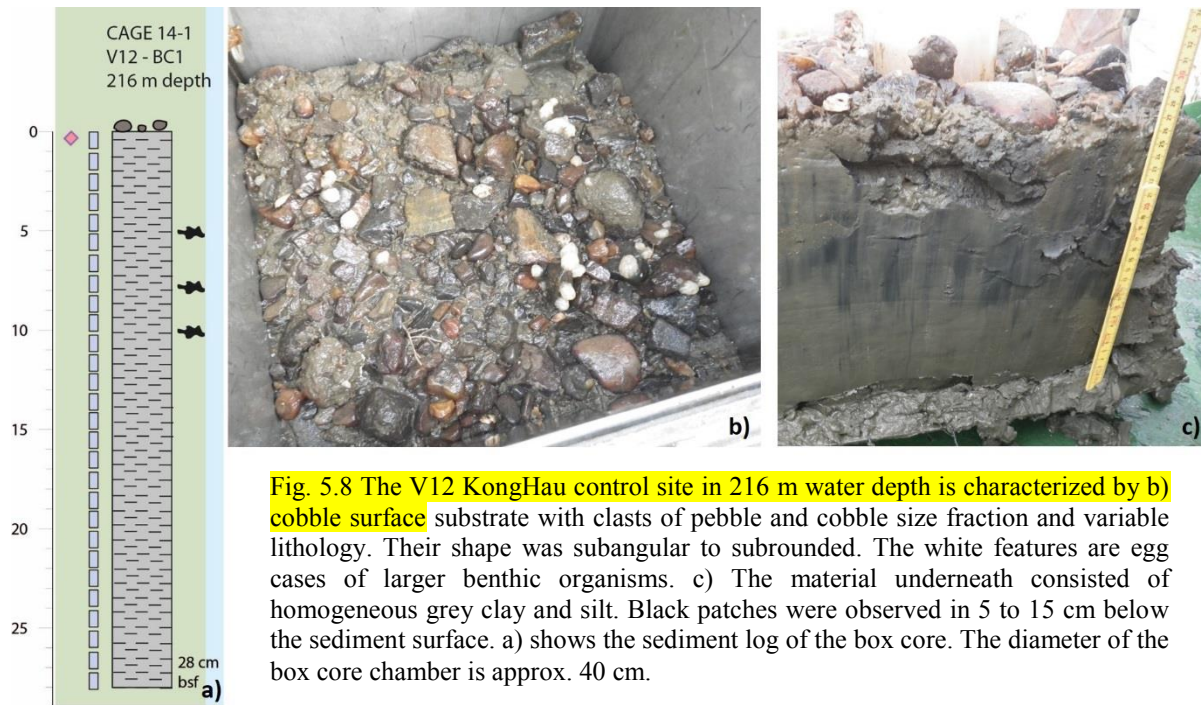 CAGE 14-1
V12 - BC1
216 m depth
0
5
10
15
20
25
28 cm
bsf
a)
b)
c)
Fig. 5.8 The V12 KongHau control site in 216 m water depth is characterized by b)
cobble surface substrate with clasts of pebble and cobble size fraction and variable
lithology. Their shape was subangular to subrounded. The white features are egg
cases of larger benthic organisms. c) The material underneath consisted of
homogeneous grey clay and silt. Black patches were observed in 5 to 15 cm below
the sediment surface. a) shows the sediment log of the box core. The diameter of the
box core chamber is approx. 40 cm.